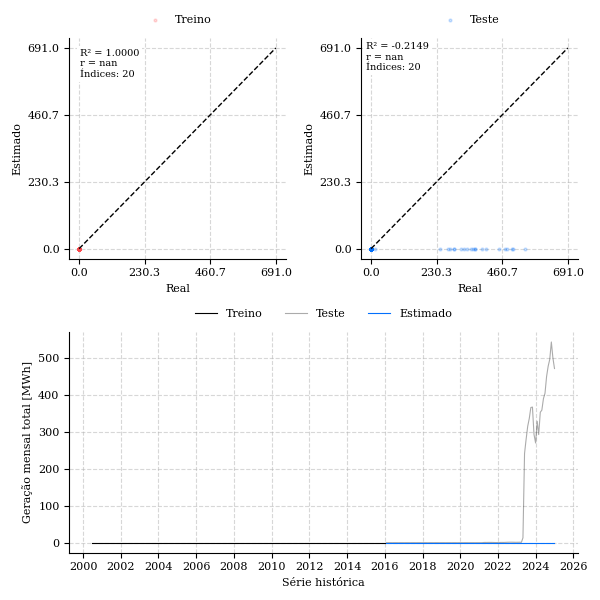 Treino
Teste
R² = 1.0000
r = nan
Índices: 20
R² = -0.2149
r = nan
Índices: 20
691.0
460.7
230.3
0.0
691.0
460.7
230.3
0.0
Estimado
Estimado
0.0 230.3 460.7 691.0
0.0 230.3 460.7 691.0
Real
Real
Treino Teste Estimado
500
400
300
200
100
0
Geração mensal total [MWh]
2000 2002 2004 2006 2008 2010 2012 2014 2016 2018 2020 2022 2024 2026
Série histórica